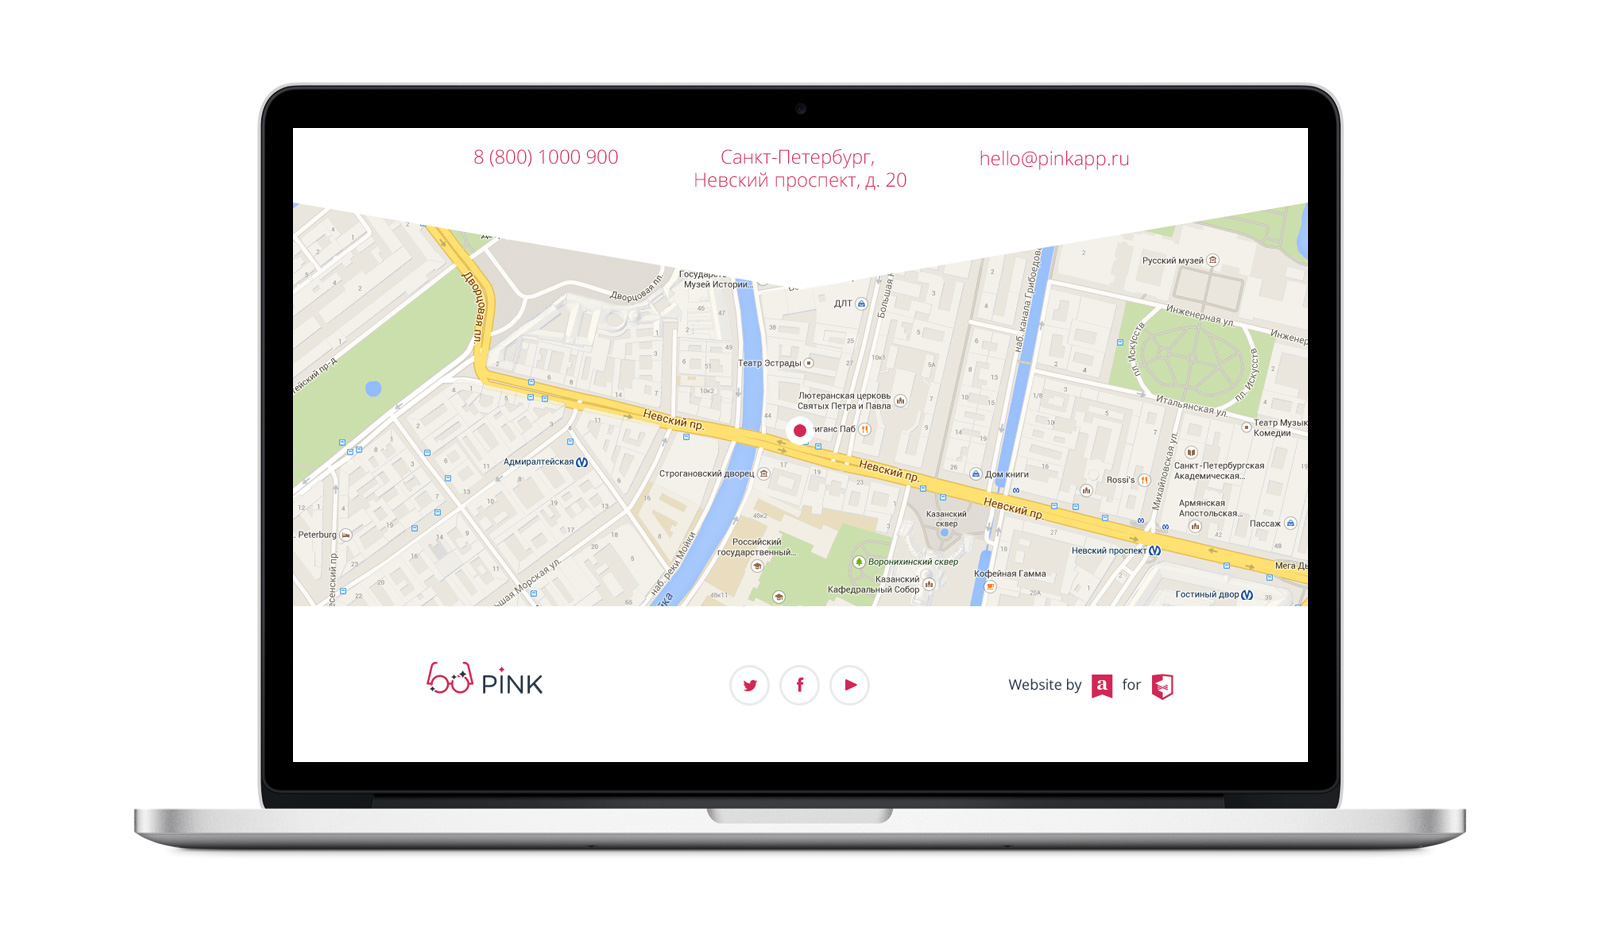 8 (800) 1000 900
Санкт-Петербург,
Невский проспект, д. 20
hello@pinkapp.ru
Русский музей
Музей Истории...
Дворцовая пл.
Дворцовая пл.
ДЛТ
Большая
наб. канала Грибоедова
Инженерная ул.
Инженер
пл. Искусств
пл. Искусств
Театр Эстрады
Лютеранская церковь
Святых Петра и Павла
Итальянская ул.
Театр Музык
Комедии
Невский пр.
иганс Паб
Адмиралтейская
Строгановский дворец
Невский пр.
Дом книги
Rossi's
Михайловская ул.
Санкт-Петербургская
Академическая...
Невский пр.
Армянская
Апостольская...
Пассаж
Казанский
сквер
Peterburg
Российский
государственный...
наб. реки Мойки
Невский проспект
Воронихинский сквер
Казанский
Кафедральный Собор
Кофейная Гамма
Мега Дь
Гостиный двор
шая Морская ул.
PINK
Website by a for